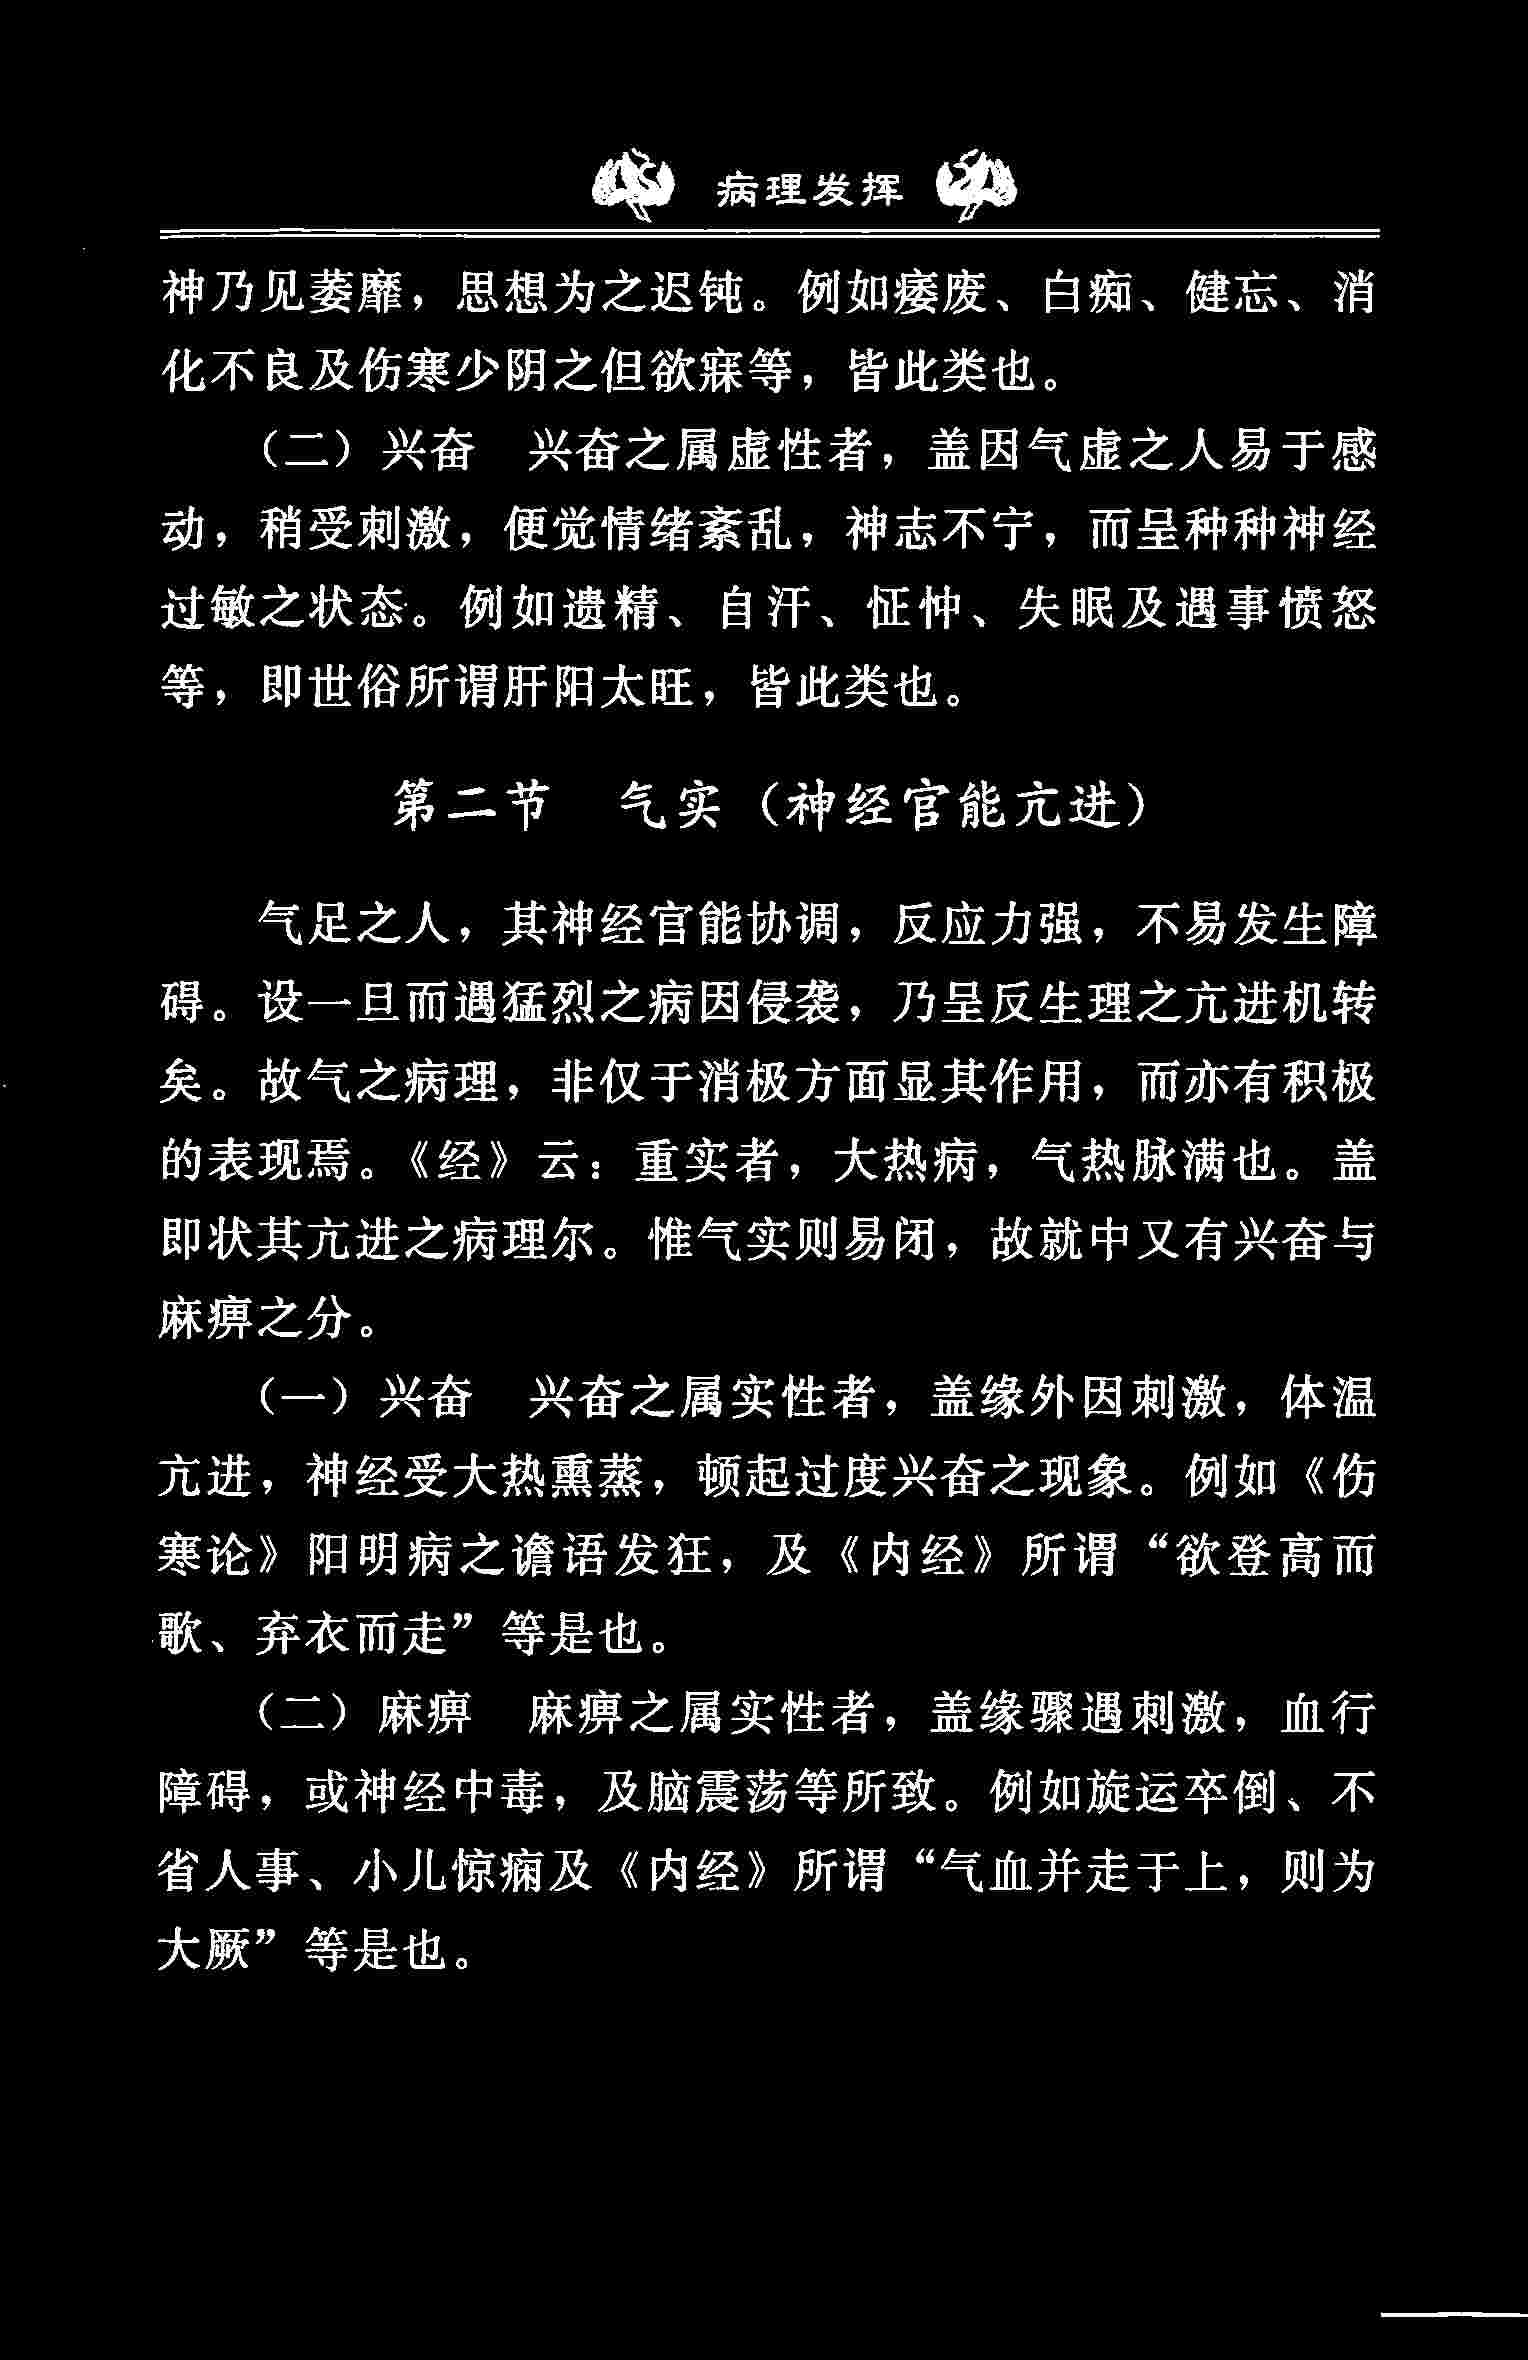 病理发挥
神乃见萎靡，思想为之迟钝。例如痿废、白痴、健忘、消
化不良及伤寒少阴之但欲寐等，皆此类也。
（二）兴奋　兴奋之属虚性者，盖因气虚之人易于感
动，稍受刺激，便觉情绪紊乱，神志不宁，而呈种种神经
过敏之状态。例如遗精、自汗、怔忡、失眠及遇事愤怒
等，即世俗所谓肝阳太旺，皆此类也。
第二节　气实（神经官能亢进）
气足之人，其神经官能协调，反应力强，不易发生障
碍。设一旦而遇猛烈之病因侵袭，乃呈反生理之亢进机转
矣。故气之病理，非仅于消极方面显其作用，而亦有积极
的表现焉。《经》云：重实者，大热病，气热脉满也。盖
即状其亢进之病理尔。惟气实则易闭，故就中又有兴奋与
麻痹之分。
（一）兴奋　兴奋之属实性者，盖缘外因刺激，体温
亢进，神经受大热熏蒸，顿起过度兴奋之现象。例如《伤
寒论》阳明病之谵语发狂，及《内经》所谓“欲登高而
歌、弃衣而走”等是也。
（二）麻痹　麻痹之属实性者，盖缘骤遇刺激，血行
障碍，或神经中毒，及脑震荡等所致。例如旋运卒倒、不
省人事、小儿惊痫及《内经》所谓“气血并走于上，则为
大厥”等是也。